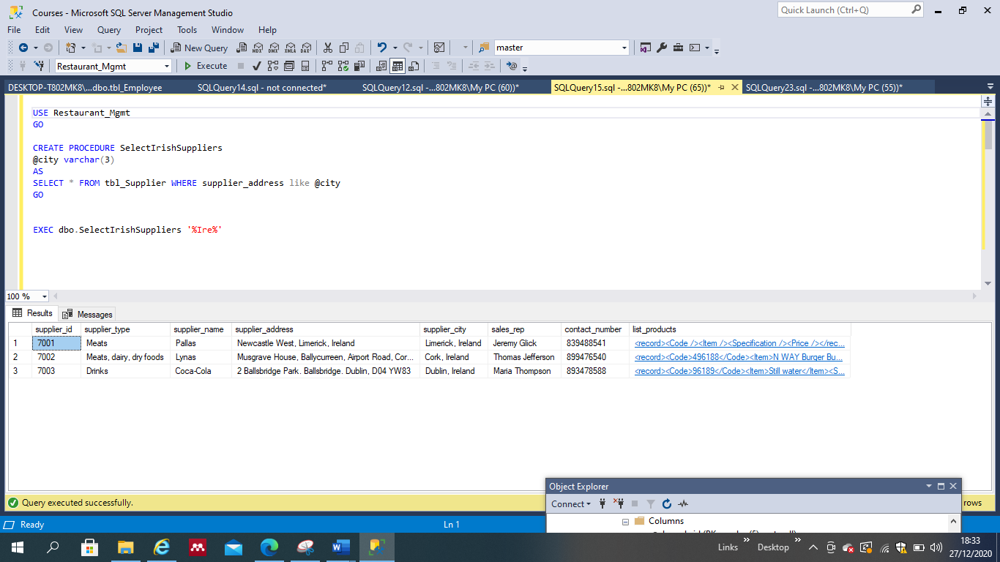 Courses - Microsoft SQL Server Management Studio
Quick Launch (Ctrl+Q)
File Edit View Query Project Tools Window Help
New Query MDX DMX XMLA DAX master
Restaurant_Mgmt Execute
DESKTOP-T802MK8\...dbo.tbl_Employee SQLQuery14.sql - not connected* SQLQuery12.sql -...802MK8\My PC (60))* SQLQuery15.sql -...802MK8\My PC (65))* SQLQuery23.sql -...802MK8\My PC (55))*
USE Restaurant_Mgmt
GO
CREATE PROCEDURE SelectIrishSuppliers
@city varchar(3)
AS
SELECT * FROM tbl_Supplier WHERE supplier_address like @city
GO
EXEC dbo.SelectIrishSuppliers '%Ire%'
100 %
Results Messages
supplier_id supplier_type supplier_name supplier_address supplier_city sales_rep contact_number list_products
1 7001 Meats Pallas Newcastle West, Limerick, Ireland Limerick, Ireland Jeremy Glick 839488541 <record><Code /><Item /><Specification /><Price /></rec...
2 7002 Meats, dairy, dry foods Lynas Musgrave House, Ballycurreen, Airport Road, Cor... Cork, Ireland Thomas Jefferson 899476540 <record><Code>496188</Code><Item>N WAY Burger Bu...
3 7003 Drinks Coca-Cola 2 Ballsbridge Park. Ballsbridge. Dublin, D04 YW83 Dublin, Ireland Maria Thompson 893478588 <record><Code>96189</Code><Item>Still water</Item><S...
Object Explorer
Query executed successfully.
rows
Connect
Columns
Ready
Ln 1
Links » Desktop »
18:33
27/12/2020